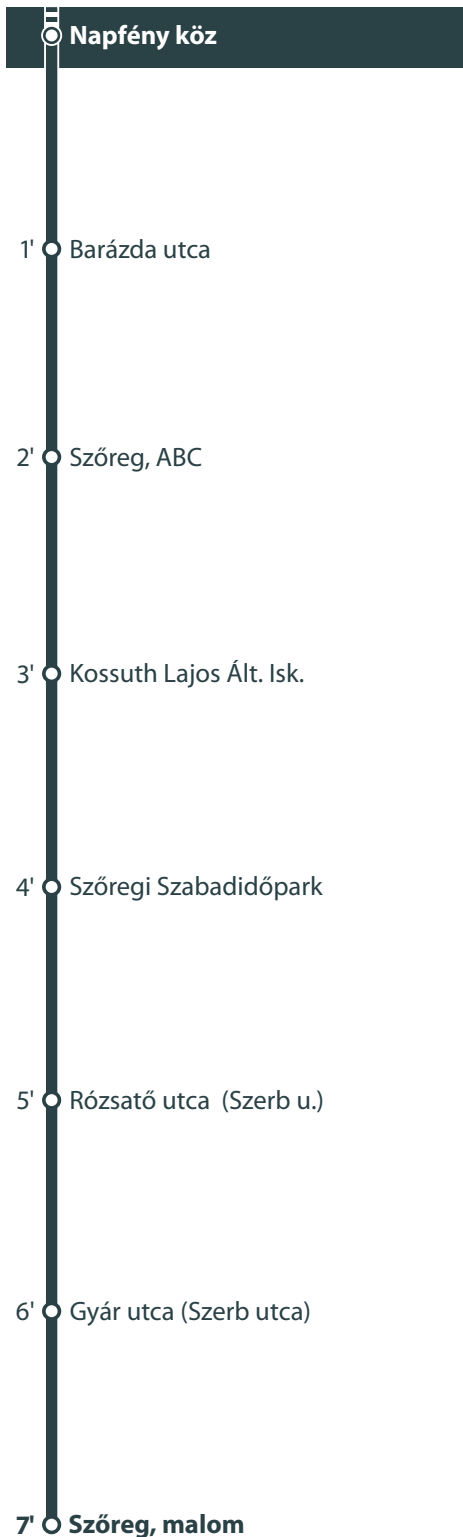 Napfény köz
1' Barázda utca
2' Szőreg, ABC
3' Kossuth Lajos Ált. Isk.
4' Szőregi Szabadidőpark
5' Rózsatő utca (Szerb u.)
6' Gyár utca (Szerb utca)
7' Szőreg, malom